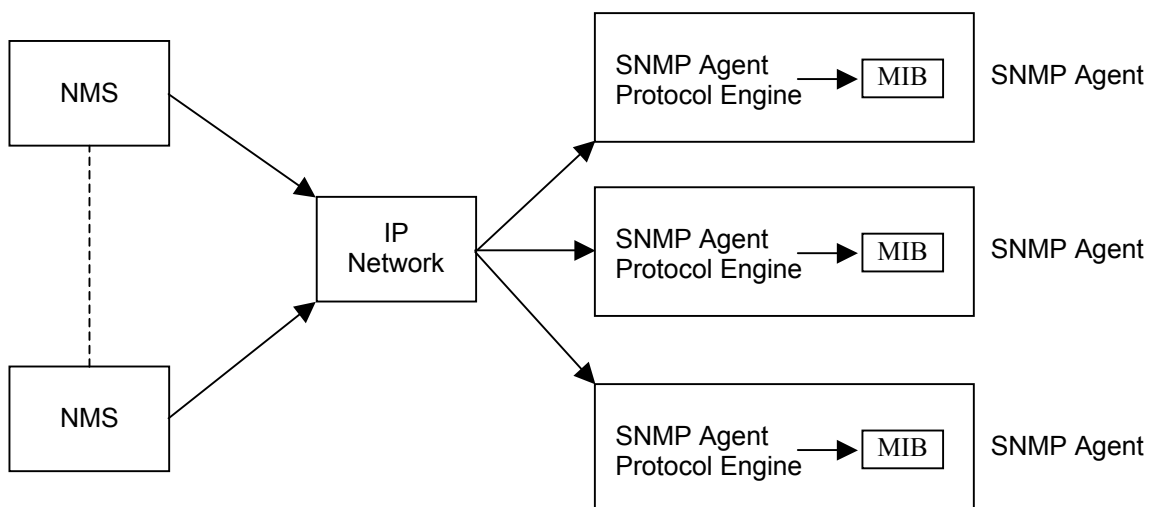 NMS
NMS
IP
Network
SNMP Agent
Protocol Engine
MIB
SNMP Agent
SNMP Agent
Protocol Engine
MIB
SNMP Agent
SNMP Agent
Protocol Engine
MIB
SNMP Agent